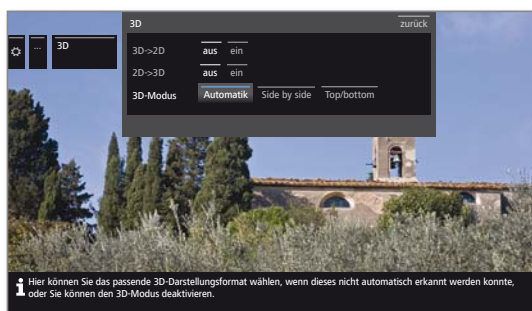 3D
zurück
... 3D
3D->2D aus ein
2D->3D aus ein
3D-Modus Automatik Side by side Top/bottom
Hier können Sie das passende 3D-Darstellungsformat wählen, wenn dieses nicht automatisch erkannt werden konnte,
oder Sie können den 3D-Modus deaktivieren.